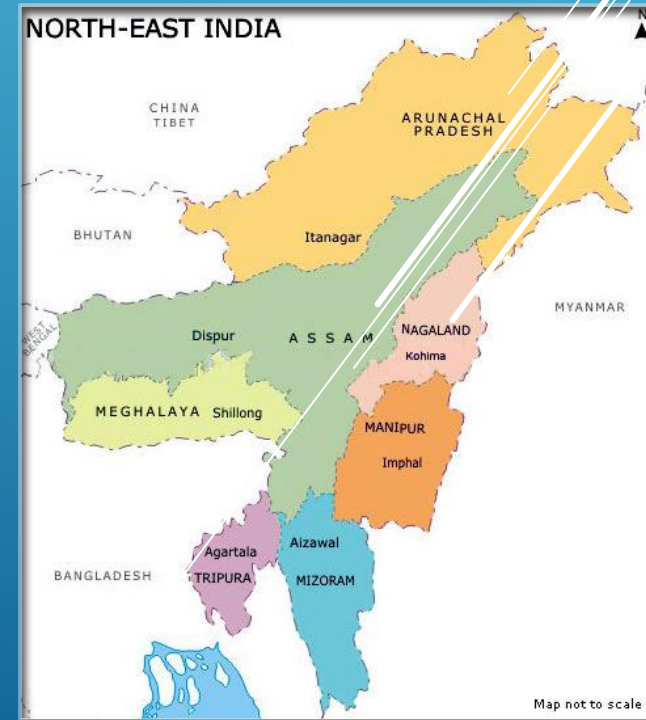 NORTH-EAST INDIA
N
CHINA
TIBET
ARUNACHAL
PRADESH
BHUTAN
Itanagar
MYANMAR
WEST
BENGAL
Dispur
ASSAM
NAGALAND
Kohima
MEGHALAYA
Shillong
MANIPUR
Imphal
Aizawal
Agartala
BANGLADESH
TRIPURA
MIZORAM
Map not to scale